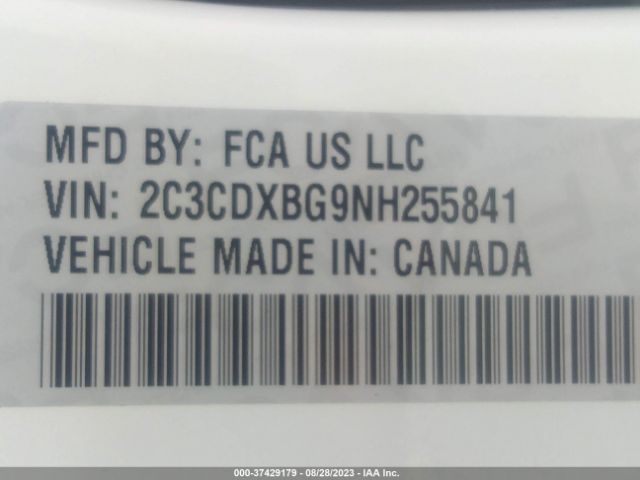 MFD BY: FCA US LLC
VIN: 2C3CDXBG9NH255841
VEHICLE MADE IN: CANADA
000-37429179 - 08/28/2023 - IAA Inc.